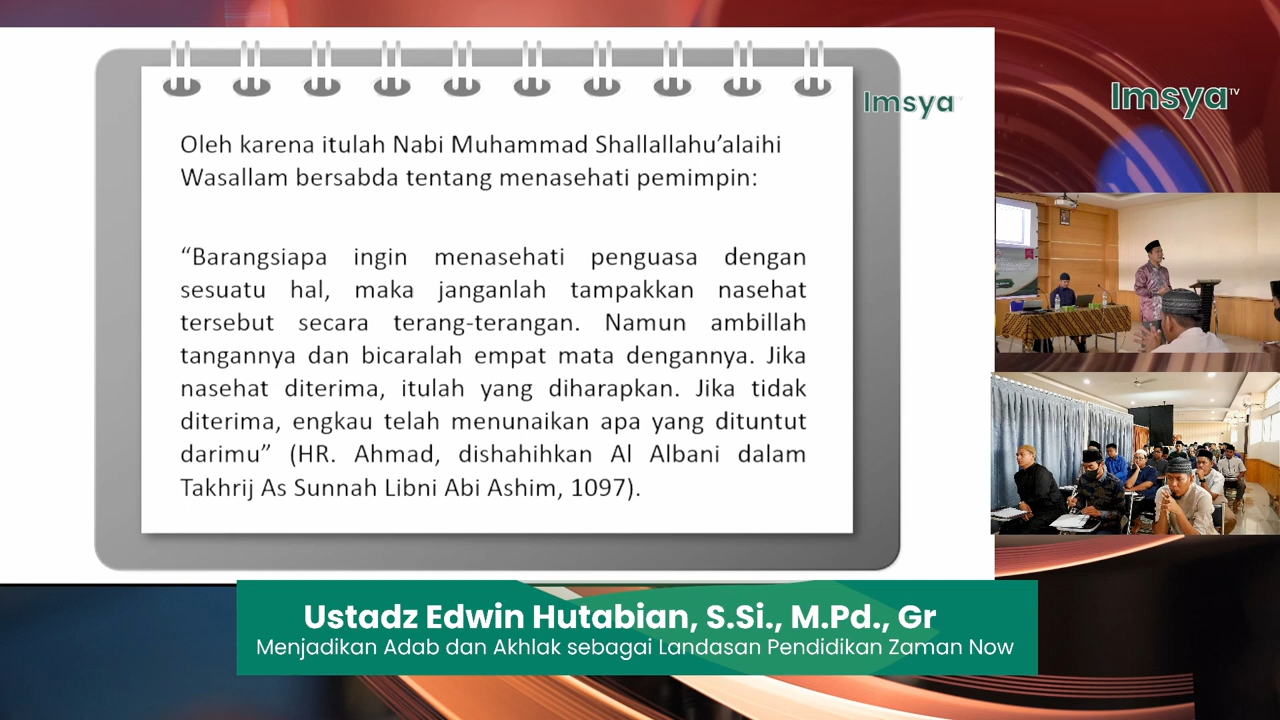 Oleh karena itulah Nabi Muhammad Shallallahu’alaihi
Wasallam bersabda tentang menasehati pemimpin:
“Barangsiapa ingin menasehati penguasa dengan
sesuatu hal, maka janganlah tampakkan nasehat
tersebut secara terang-terangan. Namun ambillah
tangannya dan bicaralah empat mata dengannya. Jika
nasehat diterima, itulah yang diharapkan. Jika tidak
diterima, engkau telah menunaikan apa yang dituntut
darimu” (HR. Ahmad, dishahihkan Al Albani dalam
Takhrij As Sunnah Libni Abi Ashim, 1097).
Imsya TV
Imsya TV
Ustadz Edwin Hutabian, S.Si., M.Pd., Gr
Menjadikan Adab dan Akhlak sebagai Landasan Pendidikan Zaman Now